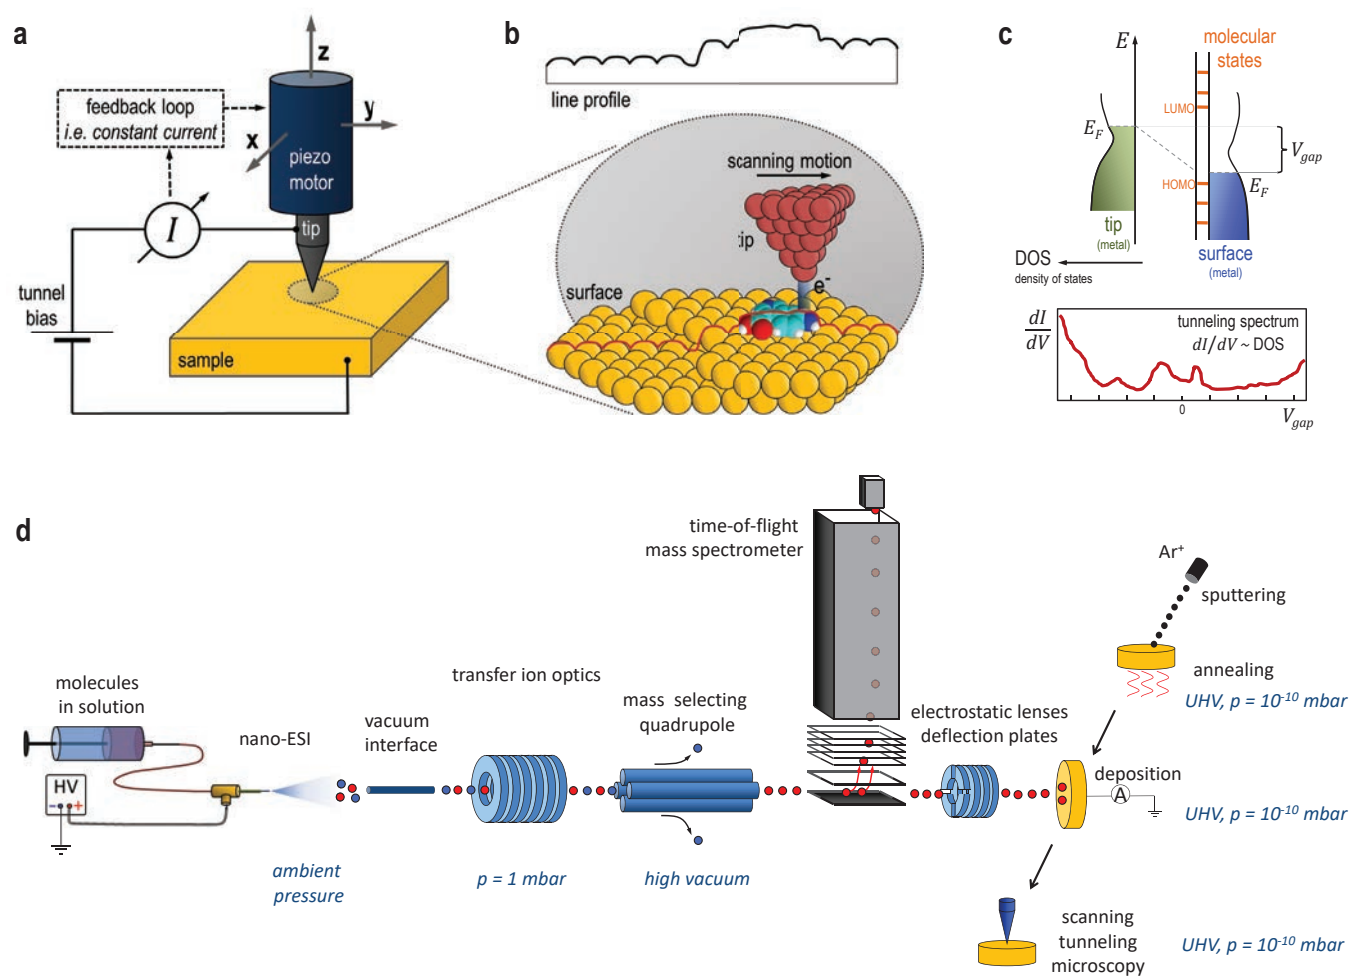 a
z
feedback loop
i.e. constant current
y
x
piezo
motor
I
tip
tunnel
bias
sample
b
line profile
scanning motion
tip
e-
surface
c
E
molecular
states
LUMO
E_F
V_gap
HOMO
E_F
tip
(metal)
surface
(metal)
DOS
density of states
dI
dV
tunneling spectrum
dI/dV ~ DOS
0
V_gap
d
time-of-flight
mass spectrometer
Ar+
sputtering
annealing
UHV, p = 10-10 mbar
molecules
in solution
nano-ESI
HV
- +
vacuum
interface
transfer ion optics
mass selecting
quadrupole
electrostatic lenses
deflection plates
deposition
A
UHV, p = 10-10 mbar
ambient
pressure
p = 1 mbar
high vacuum
scanning
tunneling
microscopy
UHV, p = 10-10 mbar